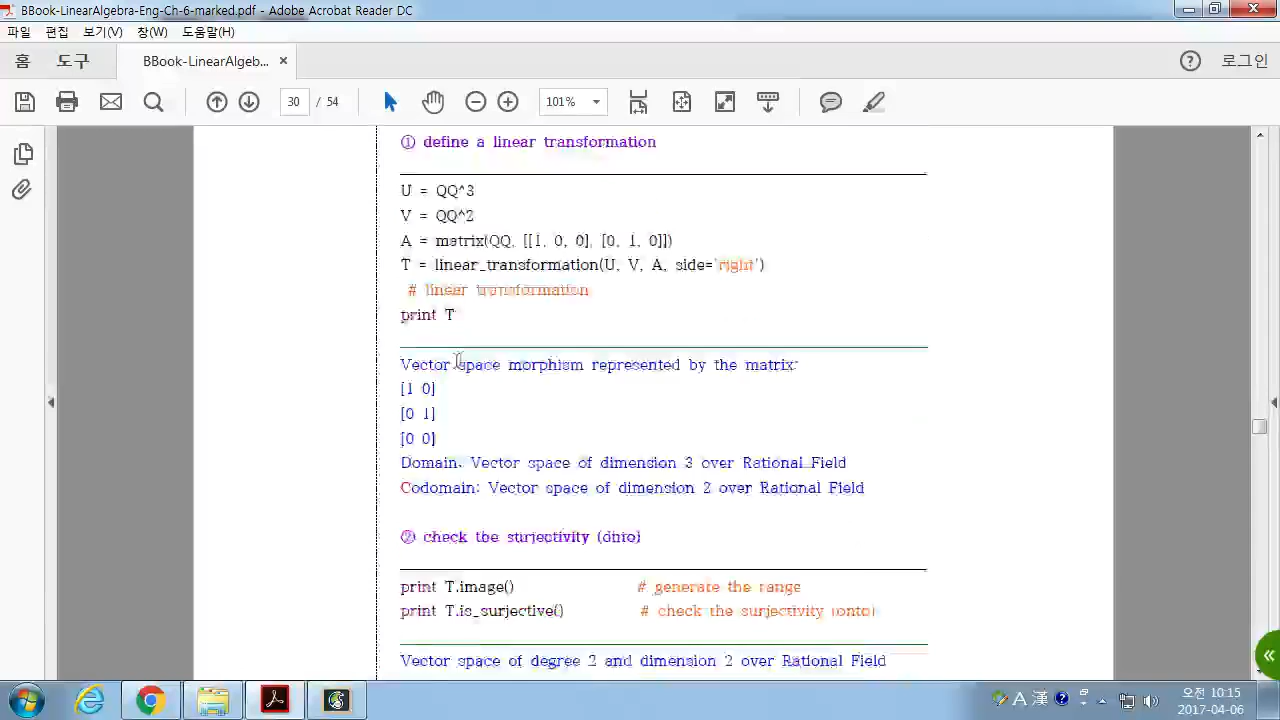 BBook-LinearAlgebra-Eng-Ch-6-marked.pdf - Adobe Acrobat Reader DC
파일 편집 보기(V) 창(W) 도움말(H)
홈 도구 BBook-LinearAlgeb... × 로그인
30 / 54 101%
① define a linear transformation
U = QQ^3
V = QQ^2
A = matrix(QQ, [[1, 0, 0], [0, 1, 0]])
T = linear_transformation(U, V, A, side='right')
# linear transformation
print T
Vector space morphism represented by the matrix:
[1 0]
[0 1]
[0 0]
Domain: Vector space of dimension 3 over Rational Field
Codomain: Vector space of dimension 2 over Rational Field
② check the surjectivity (onto)
print T.image() # generate the range
print T.is_surjective() # check the surjectivity (onto)
Vector space of degree 2 and dimension 2 over Rational Field
A 漢 오전 10:15
2017-04-06